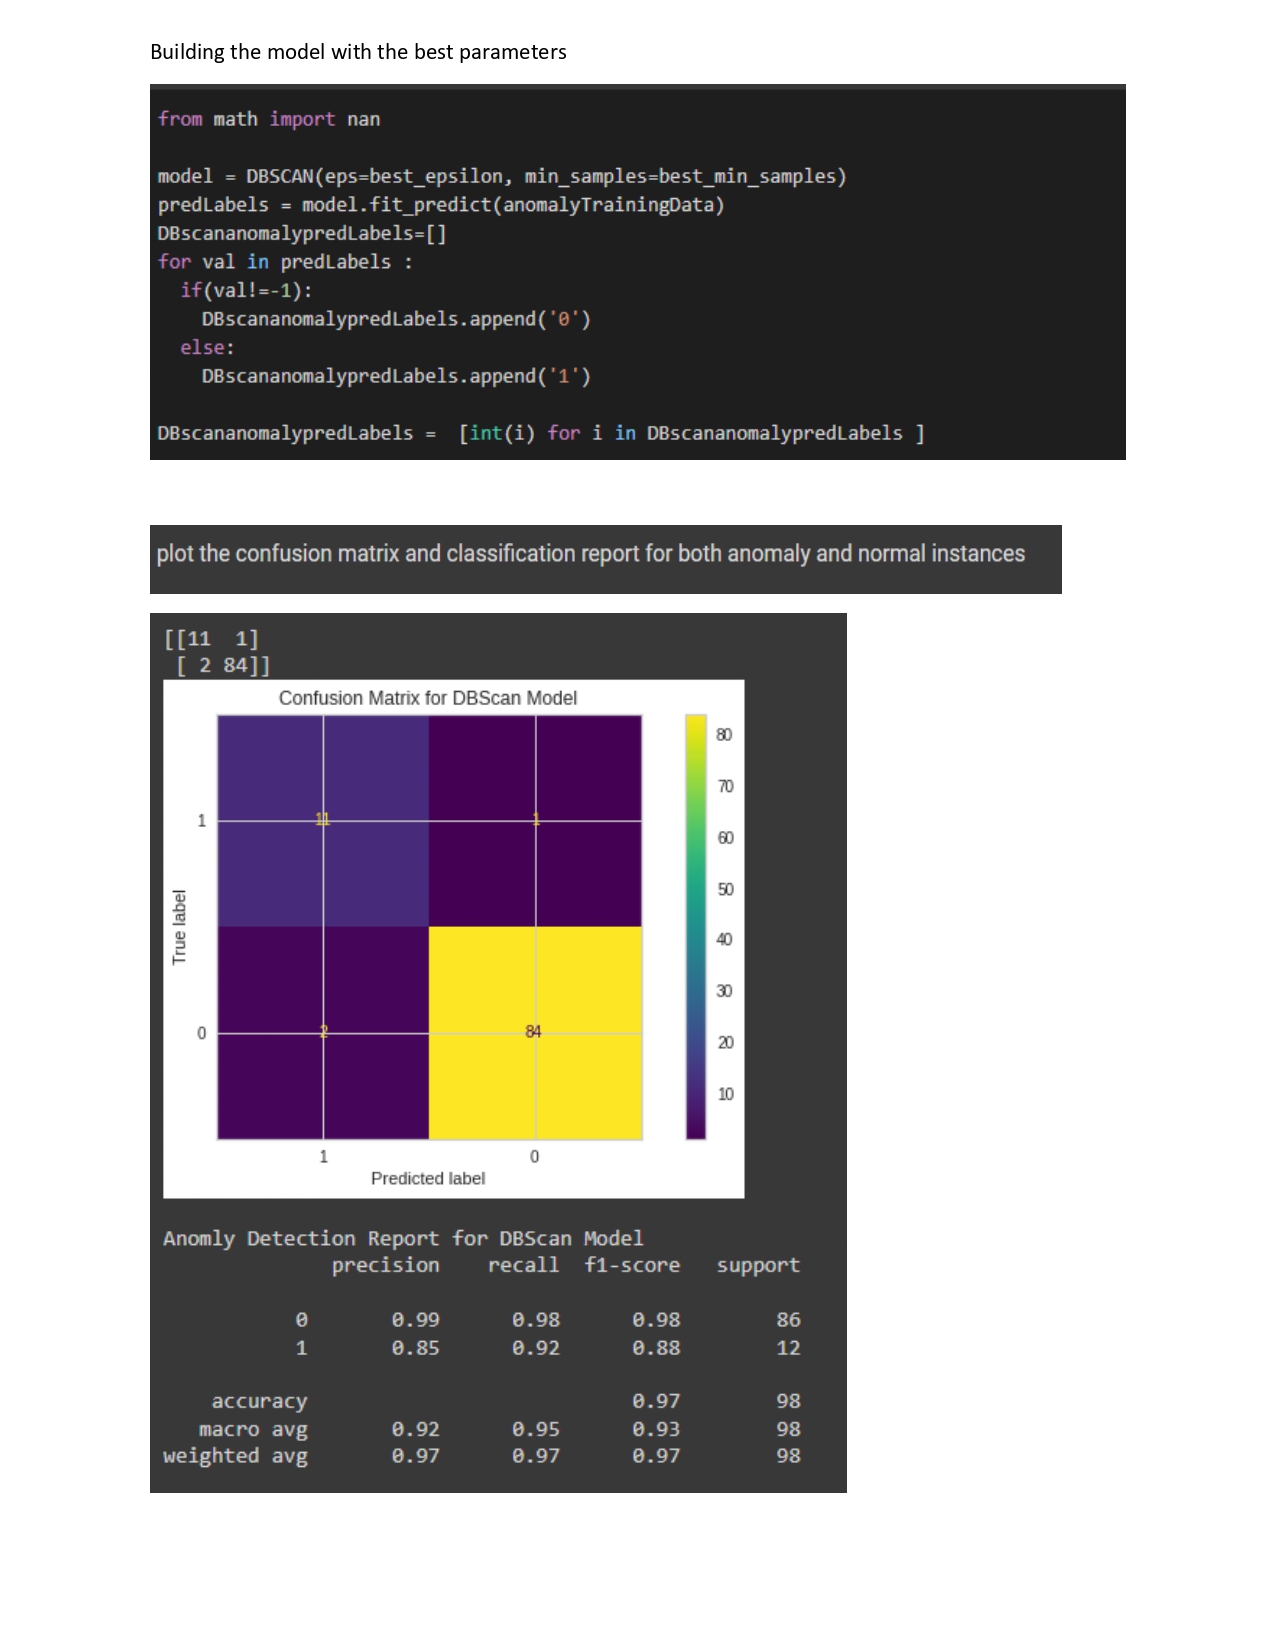 Building the model with the best parameters
from math import nan
model = DBSCAN(eps=best_epsilon, min_samples=best_min_samples)
predLabels = model.fit_predict(anomalyTrainingData)
DBscananomalypredLabels=[]
for val in predLabels :
if(val!=-1):
DBscananomalypredLabels.append('0')
else:
DBscananomalypredLabels.append('1')
DBscananomalypredLabels = [int(i) for i in DBscananomalypredLabels ]
plot the confusion matrix and classification report for both anomaly and normal instances
[[11 1]
[ 2 84]]
Confusion Matrix for DBScan Model
80
70
1 11 1
60
50
True label
40
30
0 2 84
20
10
1 0
Predicted label
Anomly Detection Report for DBScan Model
precision recall f1-score support
0 0.99 0.98 0.98 86
1 0.85 0.92 0.88 12
accuracy 0.97 98
macro avg 0.92 0.95 0.93 98
weighted avg 0.97 0.97 0.97 98